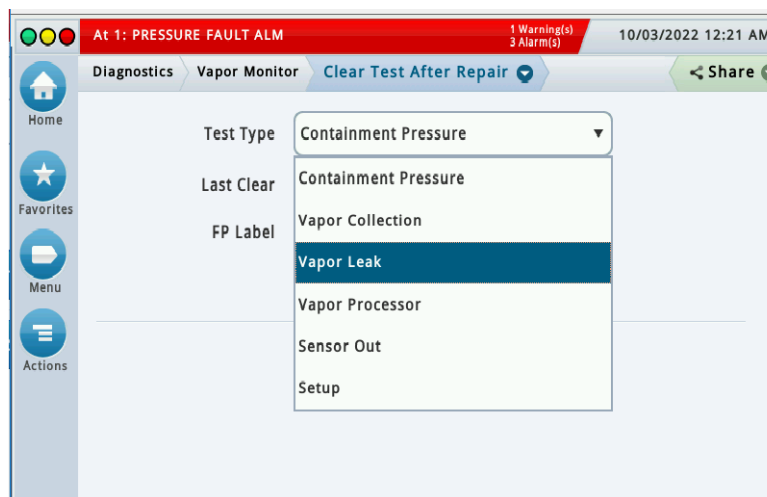 At 1: PRESSURE FAULT ALM
1 Warning(s)
3 Alarm(s)
10/03/2022 12:21 AM
Diagnostics
Vapor Monitor
Clear Test After Repair
Share
Home
Favorites
Menu
Actions
Test Type
Containment Pressure
Last Clear
FP Label
Containment Pressure
Vapor Collection
Vapor Leak
Vapor Processor
Sensor Out
Setup